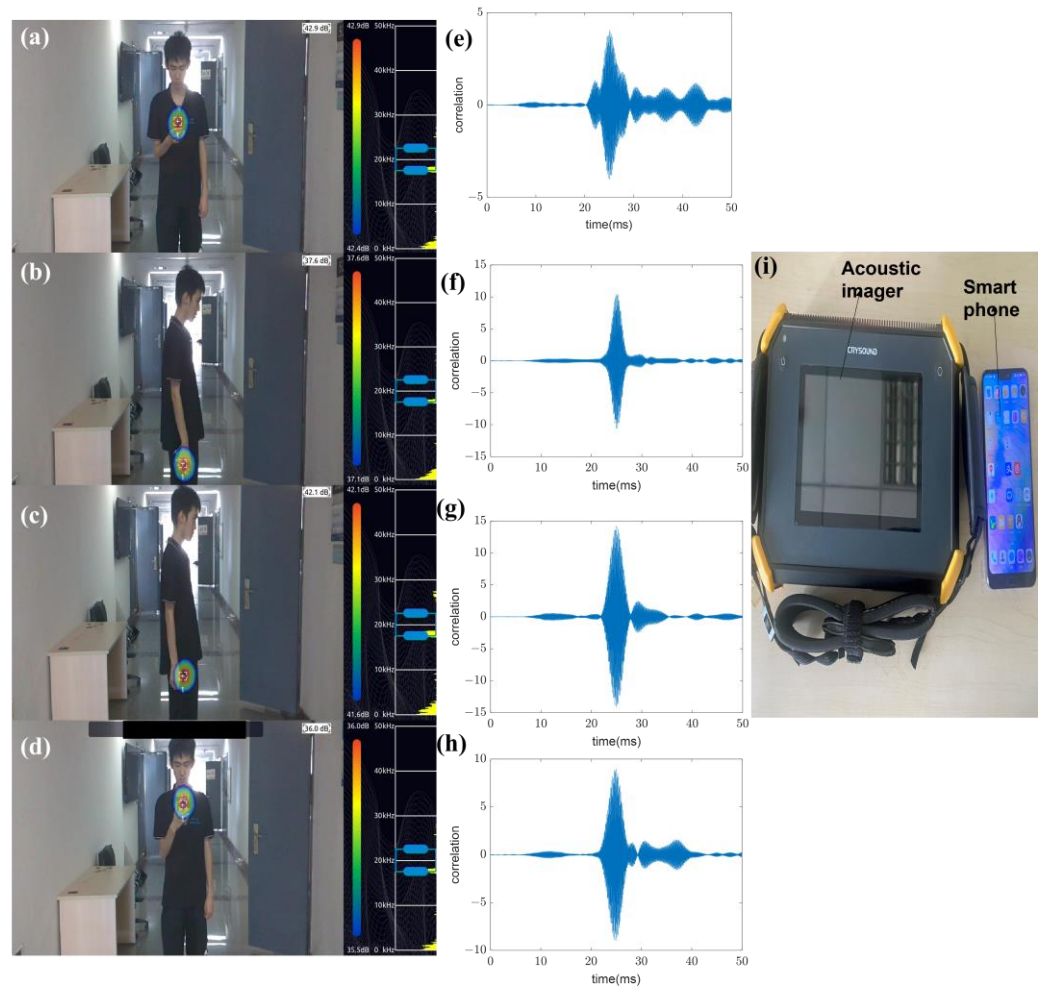 (a)
42.9 dB
42.9dB
50kHz
40kHz
30kHz
20kHz
10kHz
42.4dB
0 kHz
(e)
5
0
−5
correlation
0
10
20
30
40
50
time(ms)
(b)
37.6 dB
37.6dB
50kHz
40kHz
30kHz
20kHz
10kHz
37.1dB
0 kHz
(f)
15
10
5
0
−5
−10
−15
correlation
0
10
20
30
40
50
time(ms)
(c)
42.1 dB
42.1dB
50kHz
40kHz
30kHz
20kHz
10kHz
41.6dB
0 kHz
(g)
15
10
5
0
−5
−10
−15
correlation
0
10
20
30
40
50
time(ms)
(d)
36.0 dB
36.0dB
50kHz
40kHz
30kHz
20kHz
10kHz
35.5dB
0 kHz
(h)
10
5
0
−5
−10
correlation
0
10
20
30
40
50
time(ms)
(i)
Acoustic
imager
Smart
phone
CRYSOUND